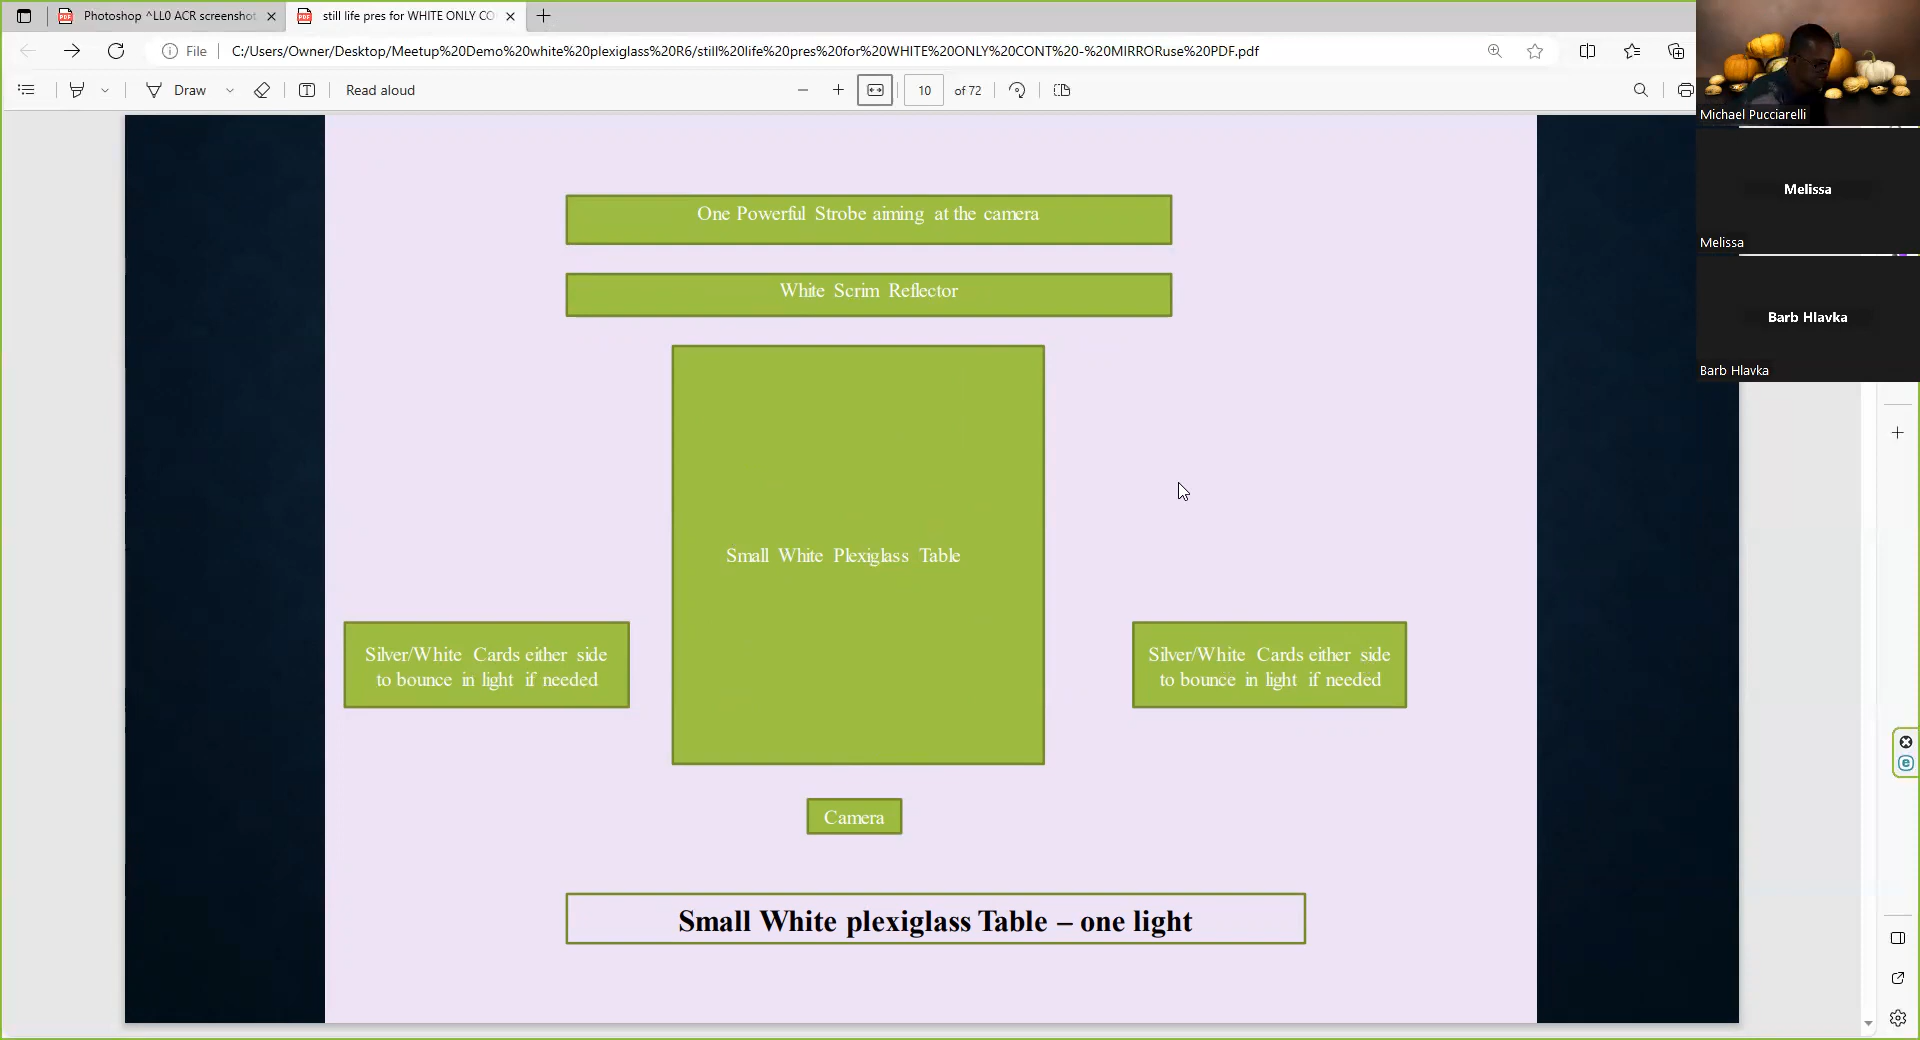 Photoshop ^LL0 ACR screenshot
still life pres for WHITE ONLY CO
File
C:/Users/Owner/Desktop/Meetup%20Demo%20white%20plexiglass%20R6/still%20life%20pres%20for%20WHITE%20ONLY%20CONT%20-%20MIRRORuse%20PDF.pdf
Draw
Read aloud
10
of 72
Michael Pucciarelli
Melissa
Melissa
Barb Hlavka
Barb Hlavka
One Powerful Strobe aiming at the camera
White Scrim Reflector
Small White Plexiglass Table
Silver/White Cards either side
to bounce in light if needed
Silver/White Cards either side
to bounce in light if needed
Camera
Small White plexiglass Table – one light